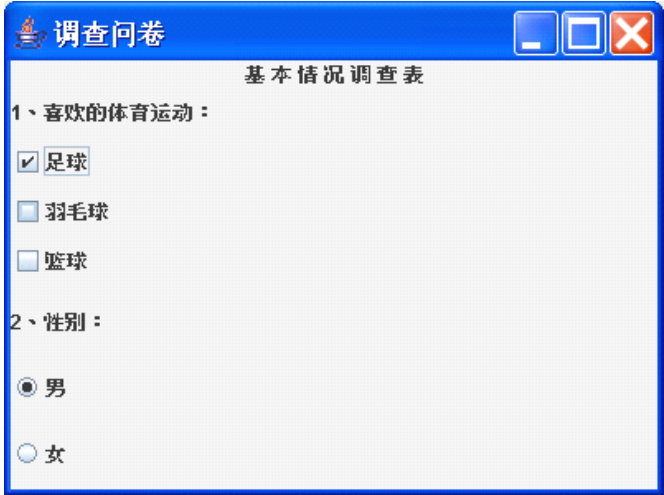 调查问卷
基本情况调查表
1、喜欢的体育运动：
足球
羽毛球
篮球
2、性别：
男
女